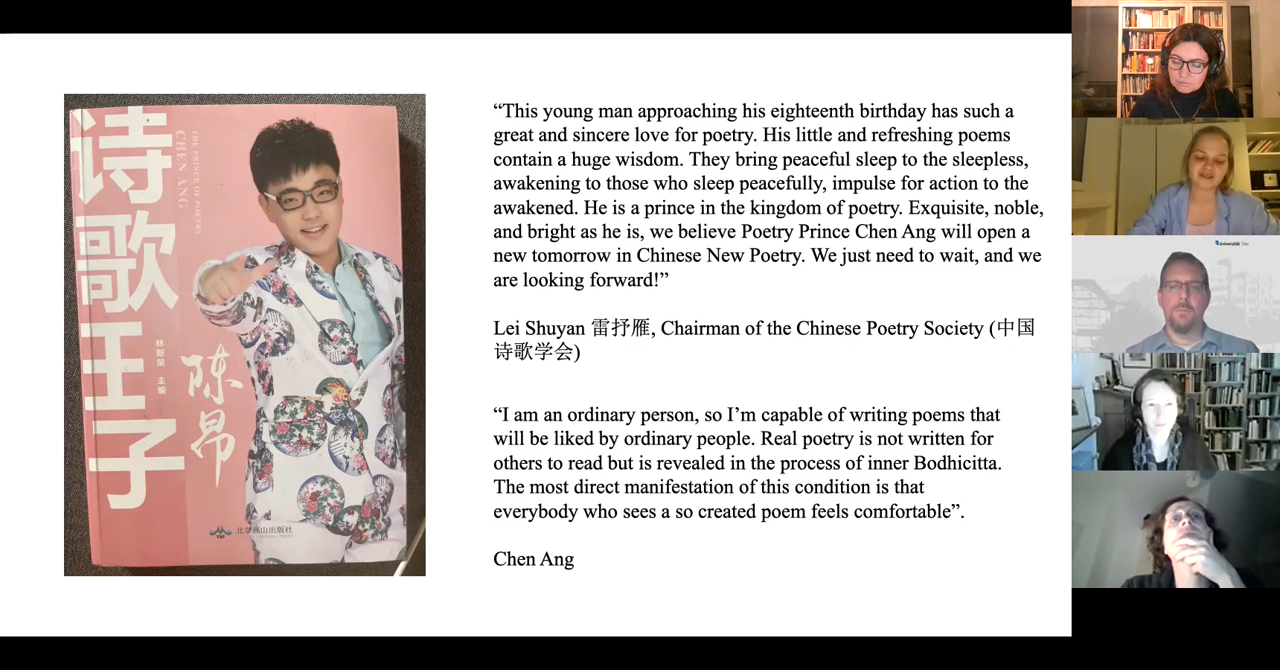 诗歌王子
THE PRINCE OF POETRY
CHEN ANG
林新荣 主编
陈昂
北京燕山出版社
“This young man approaching his eighteenth birthday has such a
great and sincere love for poetry. His little and refreshing poems
contain a huge wisdom. They bring peaceful sleep to the sleepless,
awakening to those who sleep peacefully, impulse for action to the
awakened. He is a prince in the kingdom of poetry. Exquisite, noble,
and bright as he is, we believe Poetry Prince Chen Ang will open a
new tomorrow in Chinese New Poetry. We just need to wait, and we
are looking forward!”
Lei Shuyan 雷抒雁, Chairman of the Chinese Poetry Society (中国
诗歌学会)
“I am an ordinary person, so I’m capable of writing poems that
will be liked by ordinary people. Real poetry is not written for
others to read but is revealed in the process of inner Bodhicitta.
The most direct manifestation of this condition is that
everybody who sees a so created poem feels comfortable”.
Chen Ang
Universität Trier